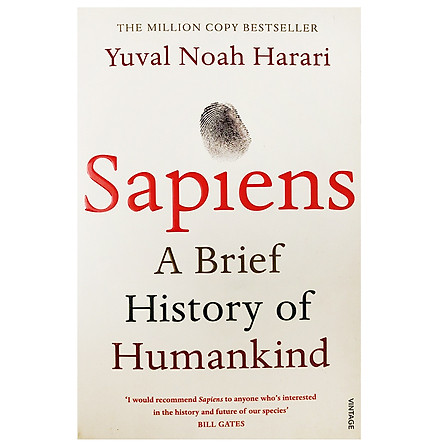 THE MILLION COPY BESTSELLER
Yuval Noah Harari
Sapiens
A Brief
History of
Humankind
‘I would recommend Sapiens to anyone who’s interested
in the history and future of our species’
BILL GATES
VINTAGE